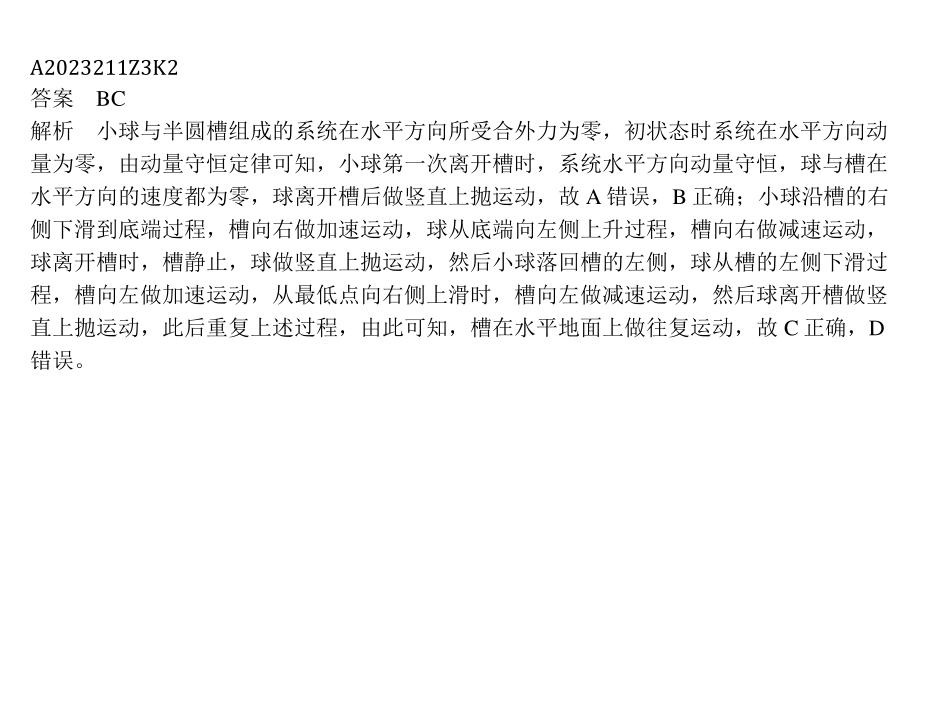 A2023211Z3K2
答案　BC
解析　小球与半圆槽组成的系统在水平方向所受合外力为零，初状态时系统在水平方向动
量为零，由动量守恒定律可知，小球第一次离开槽时，系统水平方向动量守恒，球与槽在
水平方向的速度都为零，球离开槽后做竖直上抛运动，故 A 错误，B 正确；小球沿槽的右
侧下滑到底端过程，槽向右做加速运动，球从底端向左侧上升过程，槽向右做减速运动，
球离开槽时，槽静止，球做竖直上抛运动，然后小球落回槽的左侧，球从槽的左侧下滑过
程，槽向左做加速运动，从最低点向右侧上滑时，槽向左做减速运动，然后球离开槽做竖
直上抛运动，此后重复上述过程，由此可知，槽在水平地面上做往复运动，故 C 正确，D
错误。